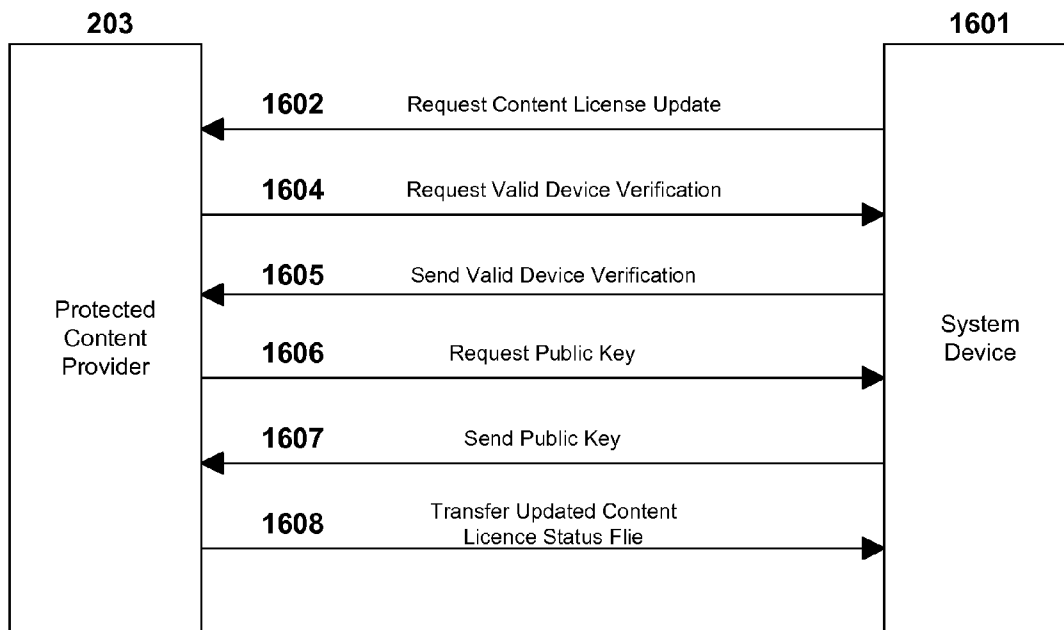 203
1601
1602 Request Content License Update
1604 Request Valid Device Verification
1605 Send Valid Device Verification
Protected
Content
Provider
System
Device
1606 Request Public Key
1607 Send Public Key
1608 Transfer Updated Content
Licence Status Flie